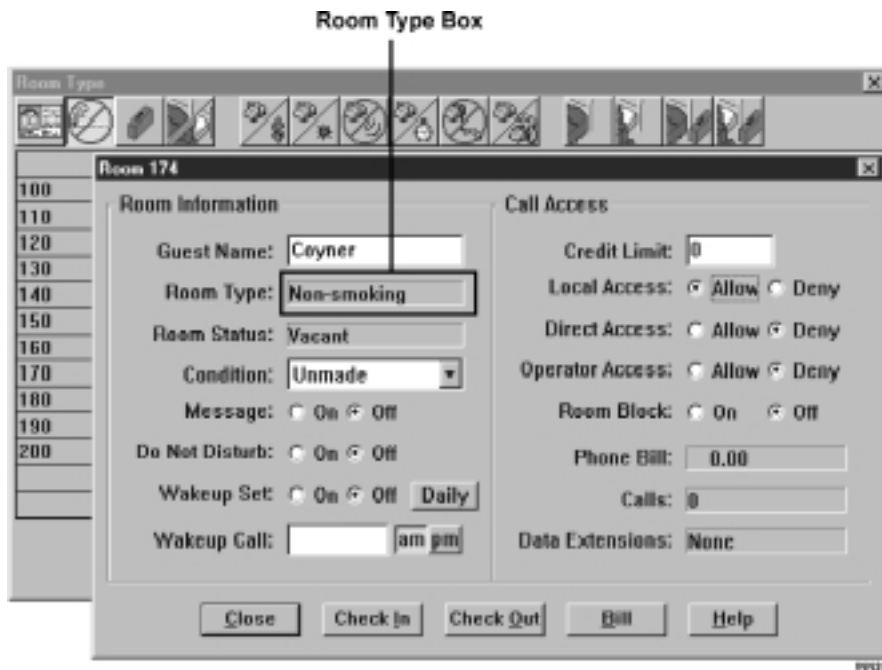 Room Type Box
Room Type
Room 174
100
110
120
130
140
150
160
170
180
190
200
Room Information
Guest Name: Coyner
Room Type: Non-smoking
Room Status: Vacant
Condition: Unmade
Message: On Off
Do Not Disturb: On Off
Wakeup Set: On Off Daily
Wakeup Call: am pm
Call Access
Credit Limit: 0
Local Access: Allow Deny
Direct Access: Allow Deny
Operator Access: Allow Deny
Room Block: On Off
Phone Bill: 0.00
Calls: 0
Data Extensions: None
Close Check In Check Out Bill Help